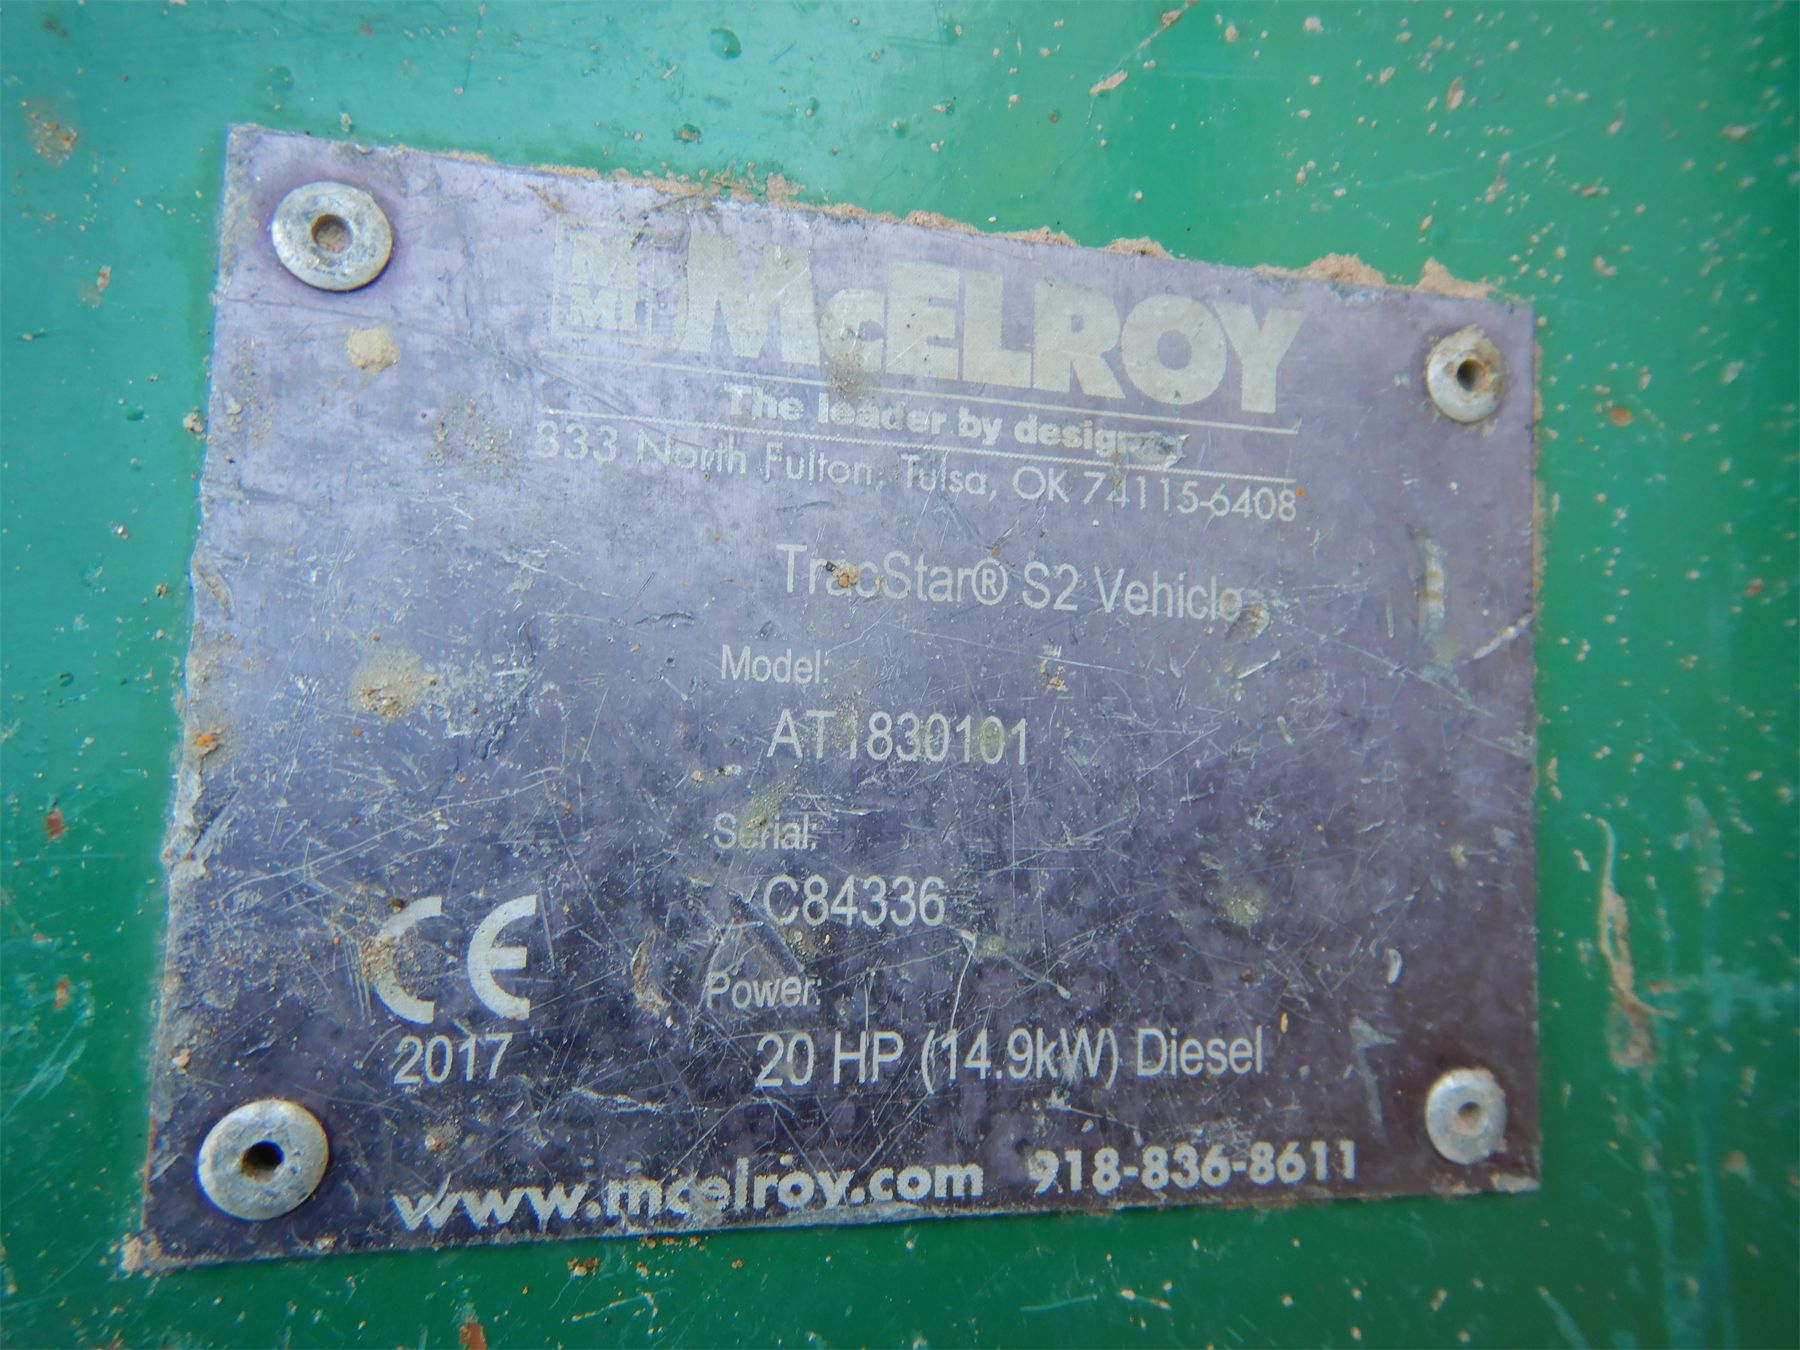 MMI McELROY
The leader by design
833 North Fulton, Tulsa, OK 74115-6408
TracStar® S2 Vehicle
Model:
AT1830101
Serial:
C84336
CE
Power:
2017
20 HP (14.9kW) Diesel
www.mcelroy.com 918-836-8611